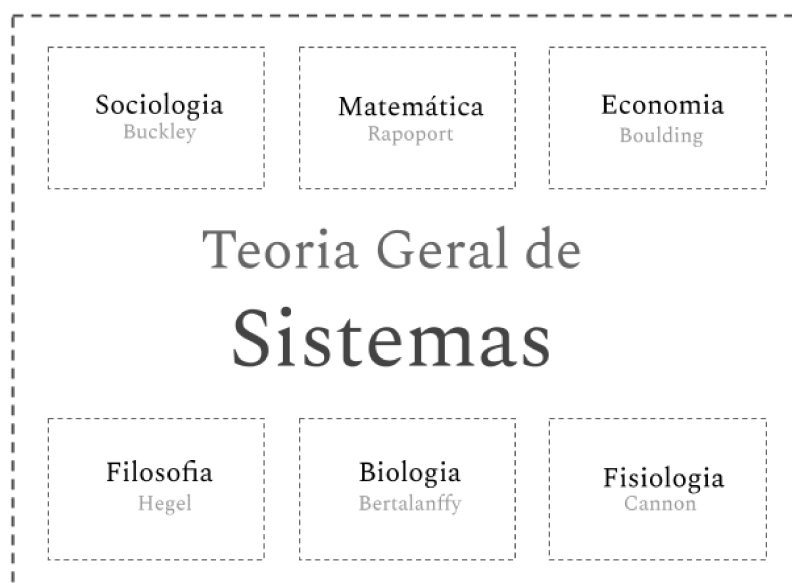 Sociologia
Buckley
Matemática
Rapoport
Economia
Boulding
Teoria Geral de
Sistemas
Filosofia
Hegel
Biologia
Bertalanffy
Fisiologia
Cannon